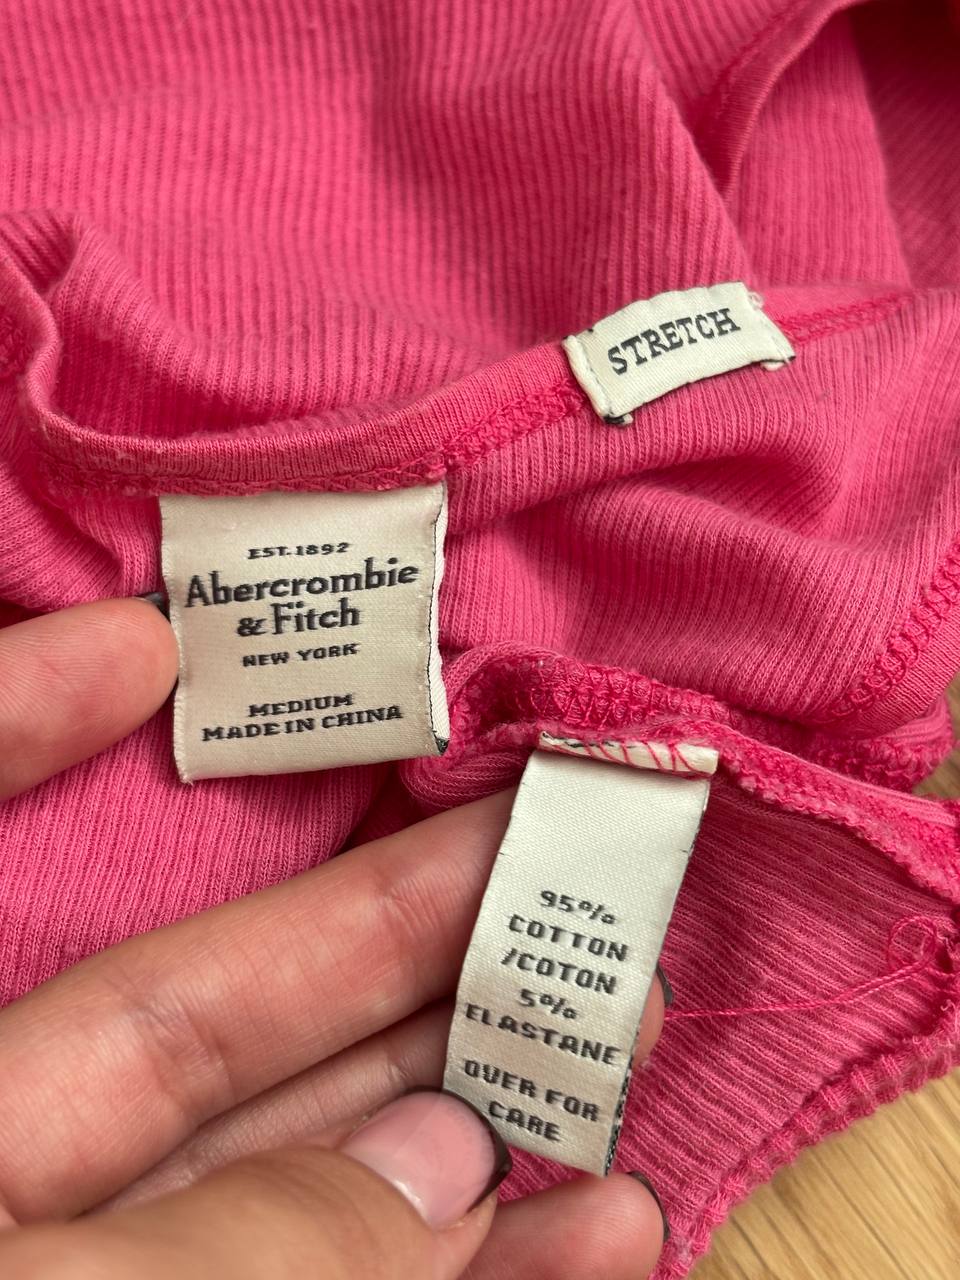 STRETCH
EST.1892
Abercrombie
& Fitch
NEW YORK
MEDIUM
MADE IN CHINA
95%
COTTON
/COTON
5%
ELASTANE
OVER FOR
CARE